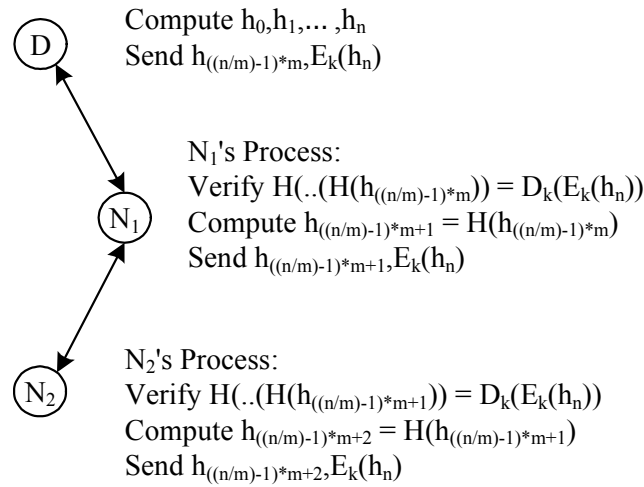 D
Compute h₀,h₁,... ,hₙ
Send h₍₍ₙ/ₘ₎₋₁₎*ₘ,Eₖ(hₙ)
N₁
N₁'s Process:
Verify H(..(H(h₍₍ₙ/ₘ₎₋₁₎*ₘ)) = Dₖ(Eₖ(hₙ))
Compute h₍₍ₙ/ₘ₎₋₁₎*ₘ₊₁ = H(h₍₍ₙ/ₘ₎₋₁₎*ₘ)
Send h₍₍ₙ/ₘ₎₋₁₎*ₘ₊₁,Eₖ(hₙ)
N₂
N₂'s Process:
Verify H(..(H(h₍₍ₙ/ₘ₎₋₁₎*ₘ₊₁)) = Dₖ(Eₖ(hₙ))
Compute h₍₍ₙ/ₘ₎₋₁₎*ₘ₊₂ = H(h₍₍ₙ/ₘ₎₋₁₎*ₘ₊₁)
Send h₍₍ₙ/ₘ₎₋₁₎*ₘ₊₂,Eₖ(hₙ)